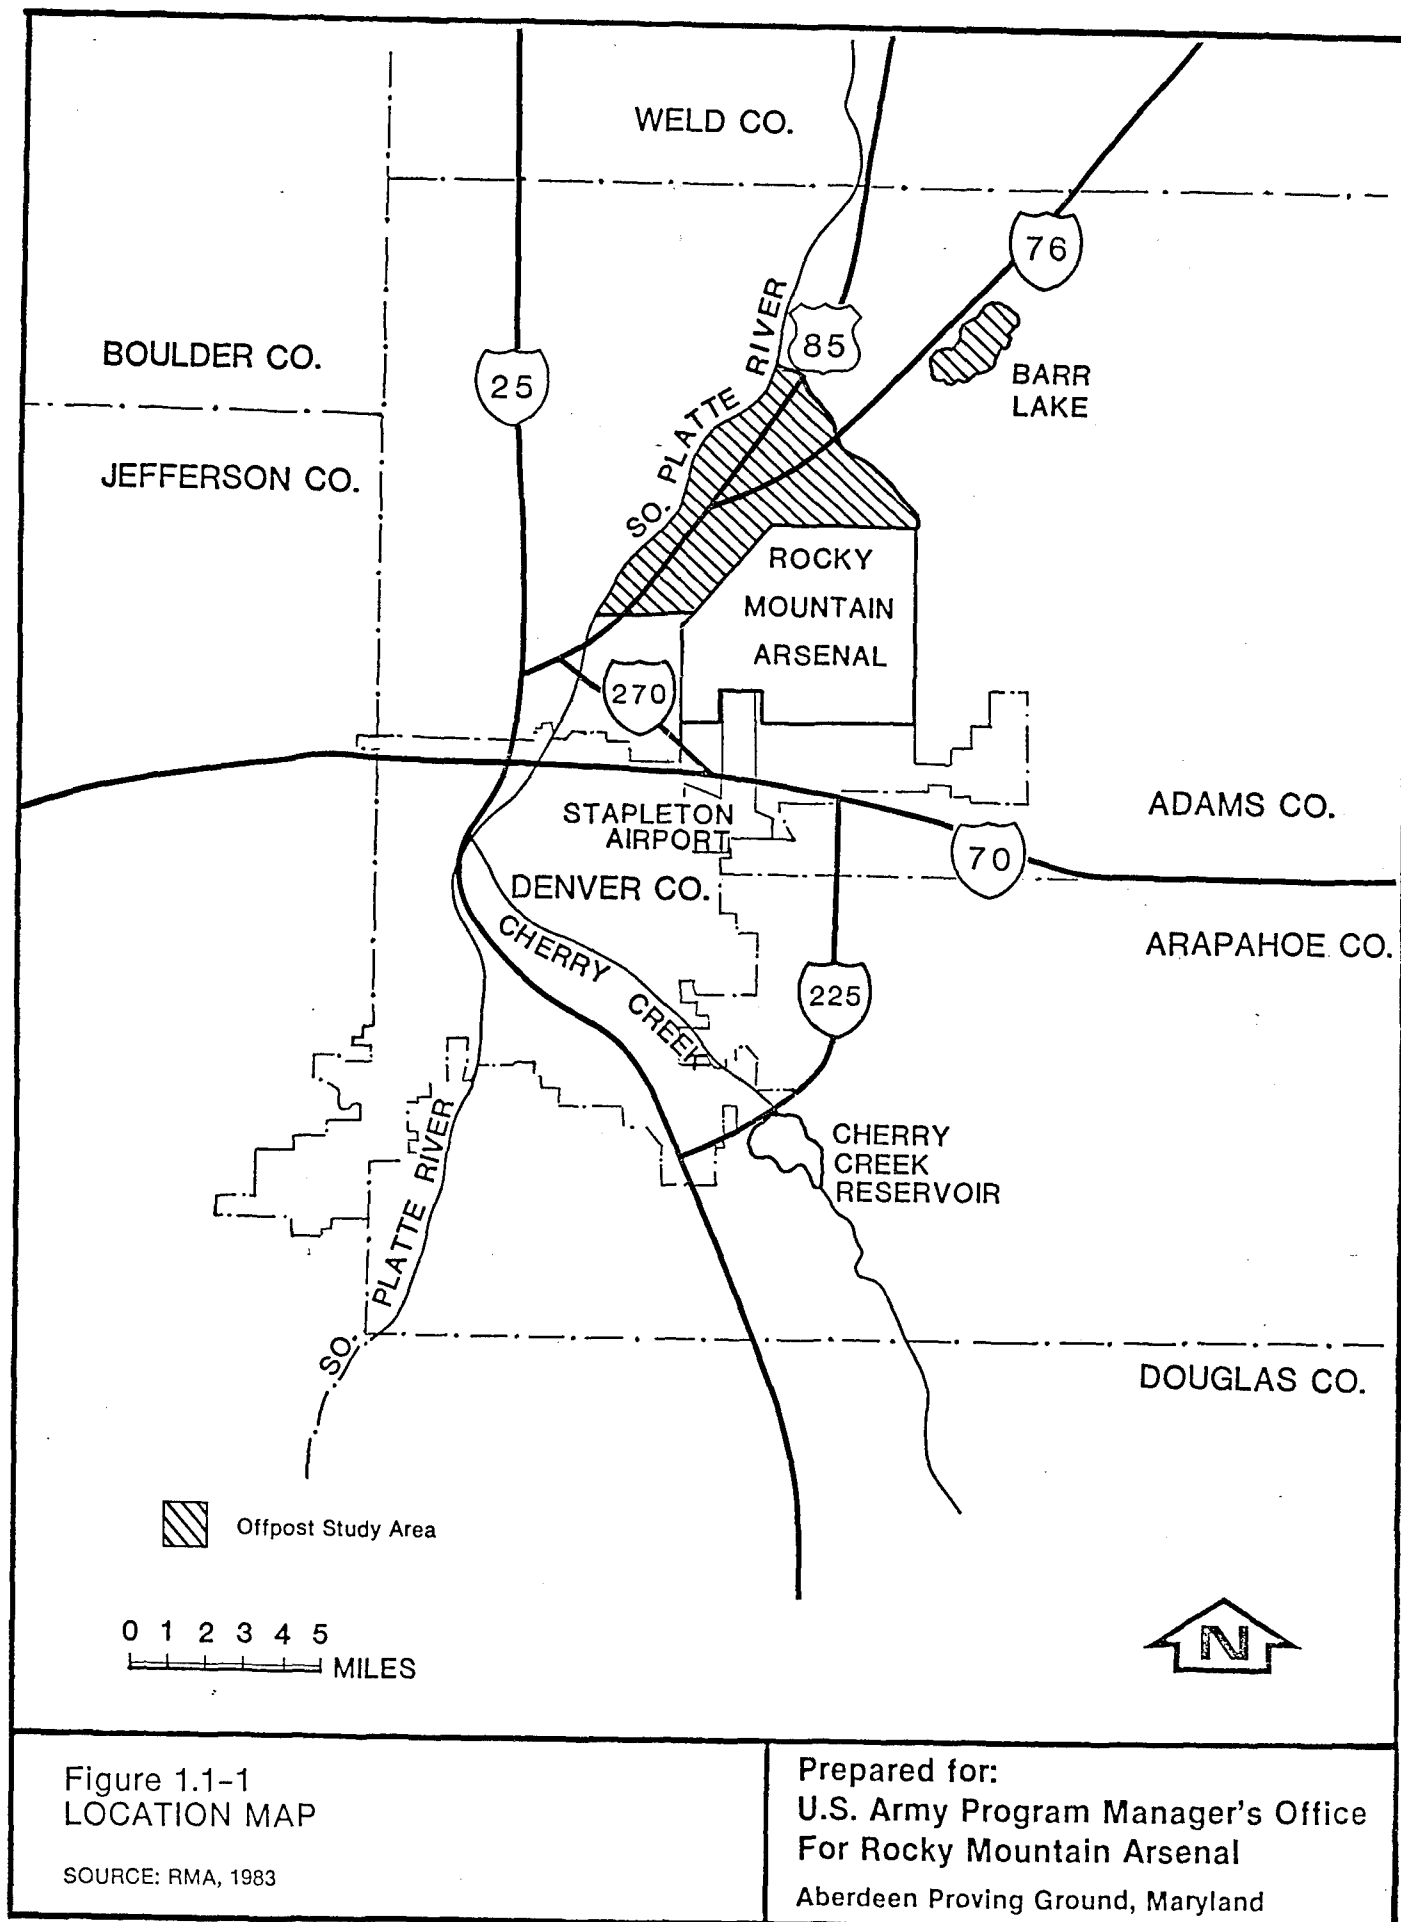 WELD CO.
76
RIVER
85
BOULDER CO.
25
BARR
LAKE
PLATTE
JEFFERSON CO.
SO.
ROCKY
MOUNTAIN
ARSENAL
270
STAPLETON
AIRPORT
ADAMS CO.
70
DENVER CO.
CHERRY
CREEK
ARAPAHOE CO.
225
RIVER
PLATTE
SO.
CHERRY
CREEK
RESERVOIR
DOUGLAS CO.
Offpost Study Area
0 1 2 3 4 5
MILES
N
Figure 1.1-1
LOCATION MAP
SOURCE: RMA, 1983
Prepared for:
U.S. Army Program Manager's Office
For Rocky Mountain Arsenal
Aberdeen Proving Ground, Maryland